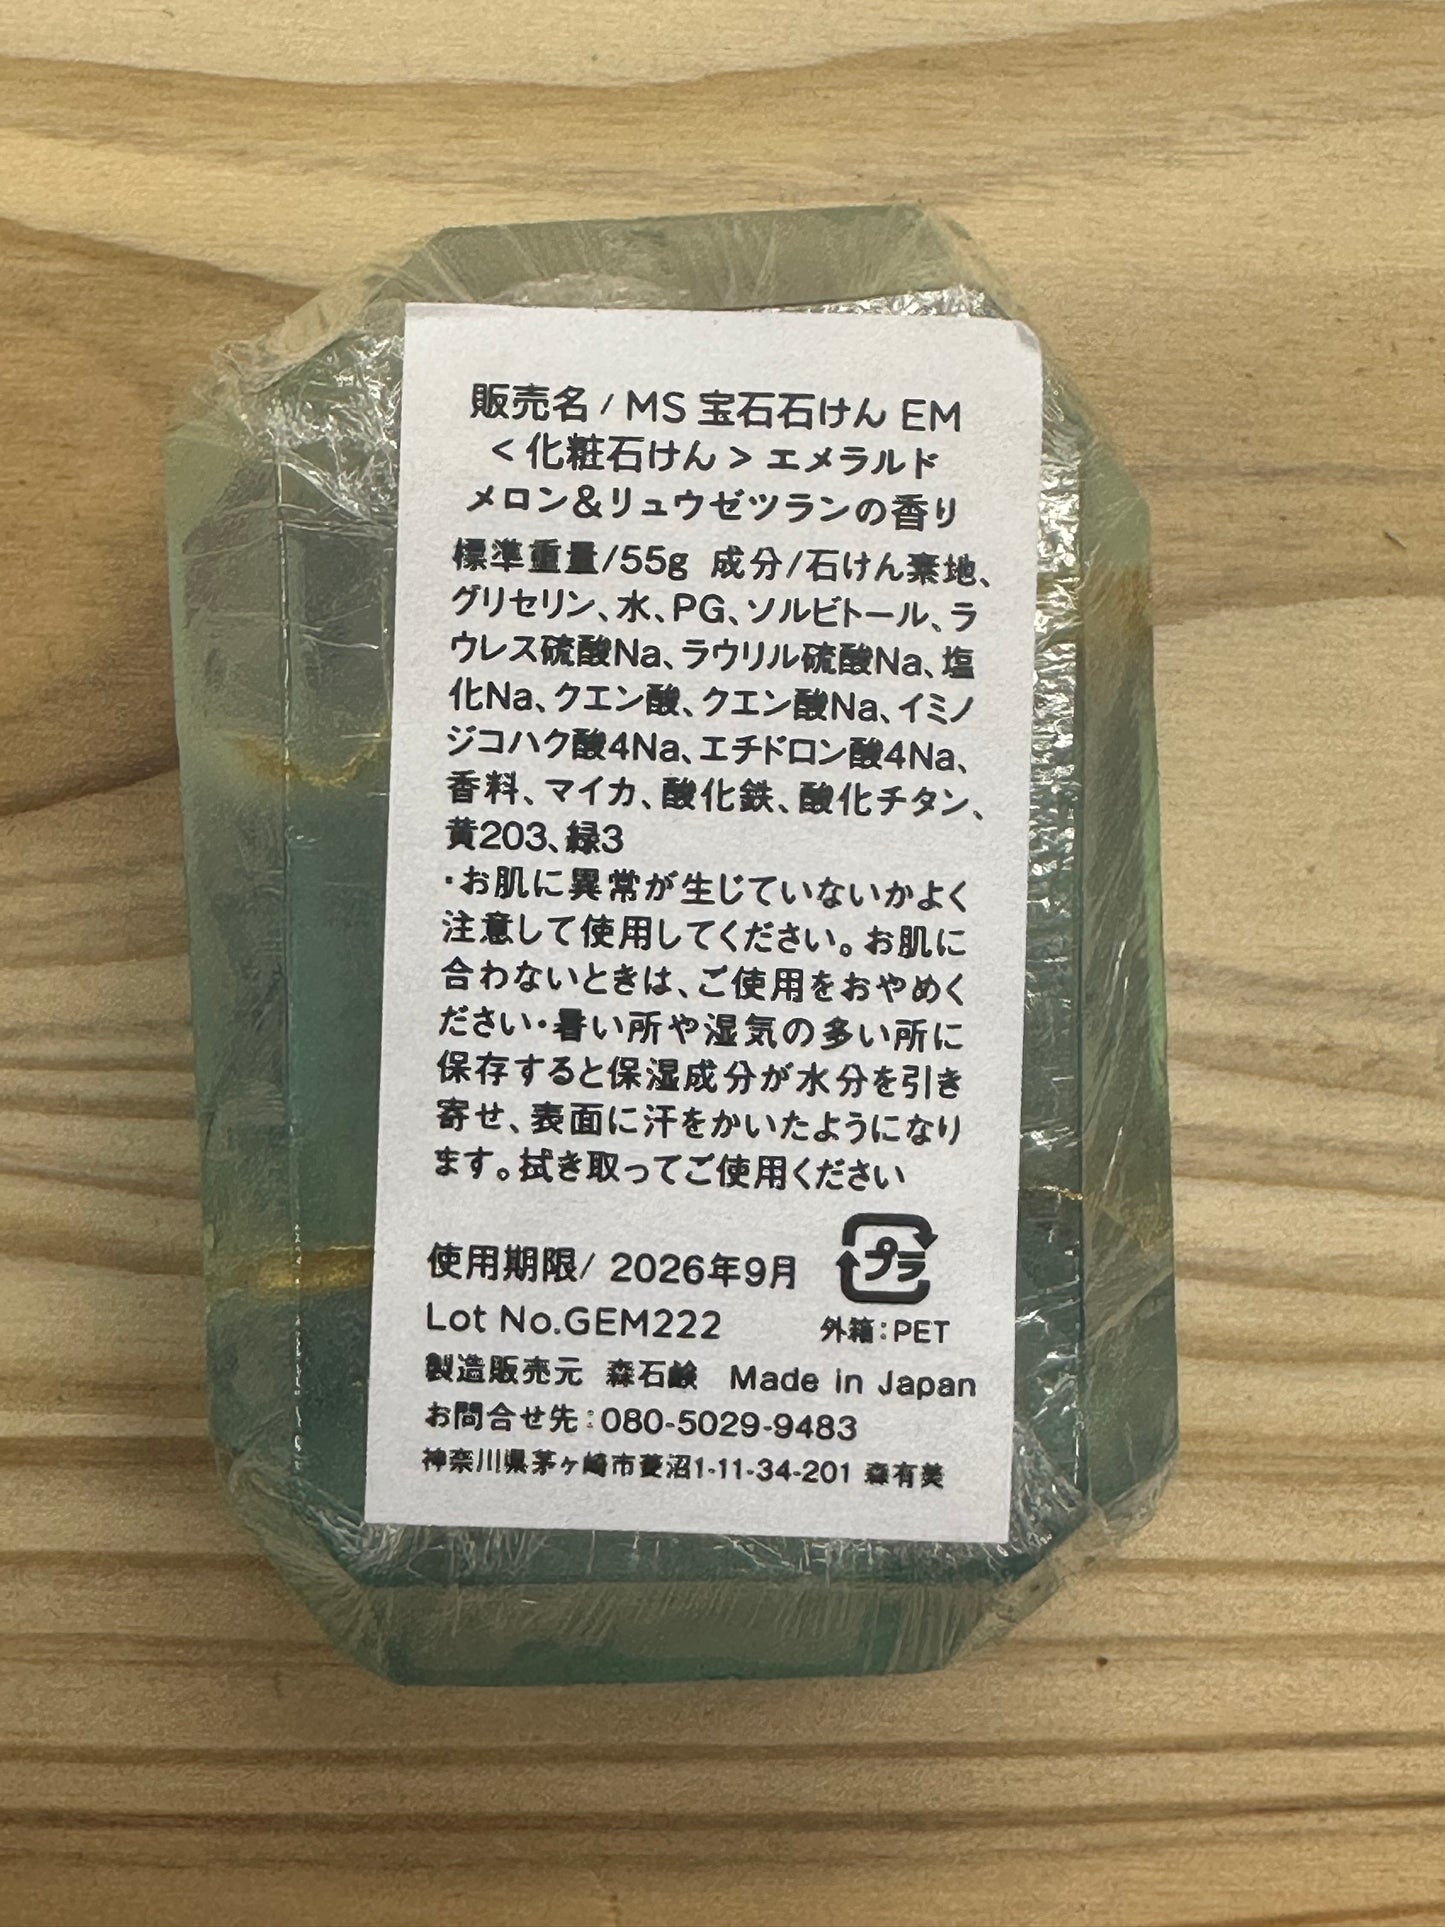 販売名 / MS 宝石石けん EM
< 化粧石けん > エメラルド
メロン&リュウゼツランの香り
標準重量/55g 成分/石けん素地、
グリセリン、水、PG、ソルビトール、ラ
ウレス硫酸Na、ラウリル硫酸Na、塩
化Na、クエン酸、クエン酸Na、イミノ
ジコハク酸4Na、エチドロン酸4Na、
香料、マイカ、酸化鉄、酸化チタン、
黄203、緑3
・お肌に異常が生じていないかよく
注意して使用してください。お肌に
合わないときは、ご使用をおやめく
ださい・暑い所や湿気の多い所に
保存すると保湿成分が水分を引き
寄せ、表面に汗をかいたようになり
ます。拭き取ってご使用ください
使用期限/ 2026年9月
プラ
Lot No.GEM222
外箱:PET
製造販売元 森石鹸 Made in Japan
お問合せ先:080-5029-9483
神奈川県茅ヶ崎市菱沼1-11-34-201 森有美